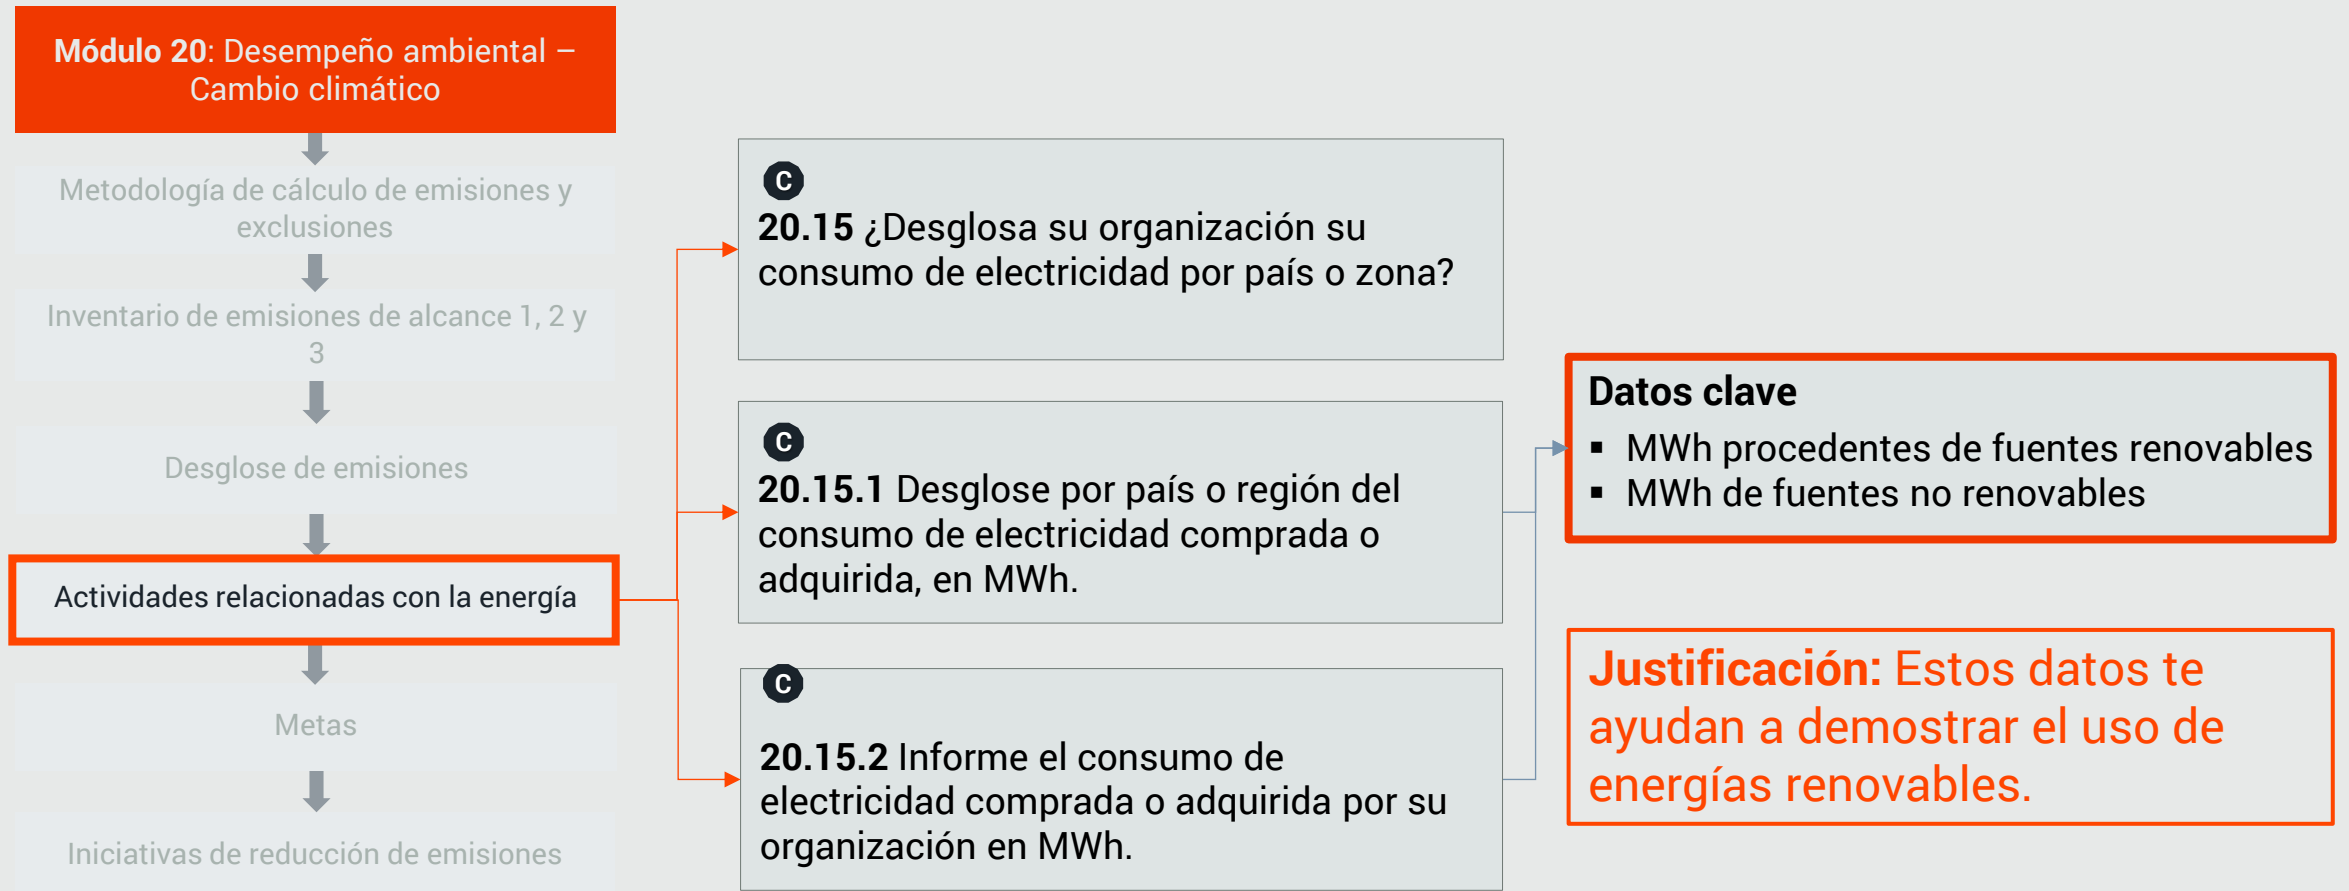 Módulo 20: Desempeño ambiental –
Cambio climático
Metodología de cálculo de emisiones y
exclusiones
Inventario de emisiones de alcance 1, 2 y
3
Desglose de emisiones
Actividades relacionadas con la energía
Metas
Iniciativas de reducción de emisiones
C
20.15 ¿Desglosa su organización su
consumo de electricidad por país o zona?
C
20.15.1 Desglose por país o región del
consumo de electricidad comprada o
adquirida, en MWh.
C
20.15.2 Informe el consumo de
electricidad comprada o adquirida por su
organización en MWh.
Datos clave
▪ MWh procedentes de fuentes renovables
▪ MWh de fuentes no renovables
Justificación: Estos datos te
ayudan a demostrar el uso de
energías renovables.